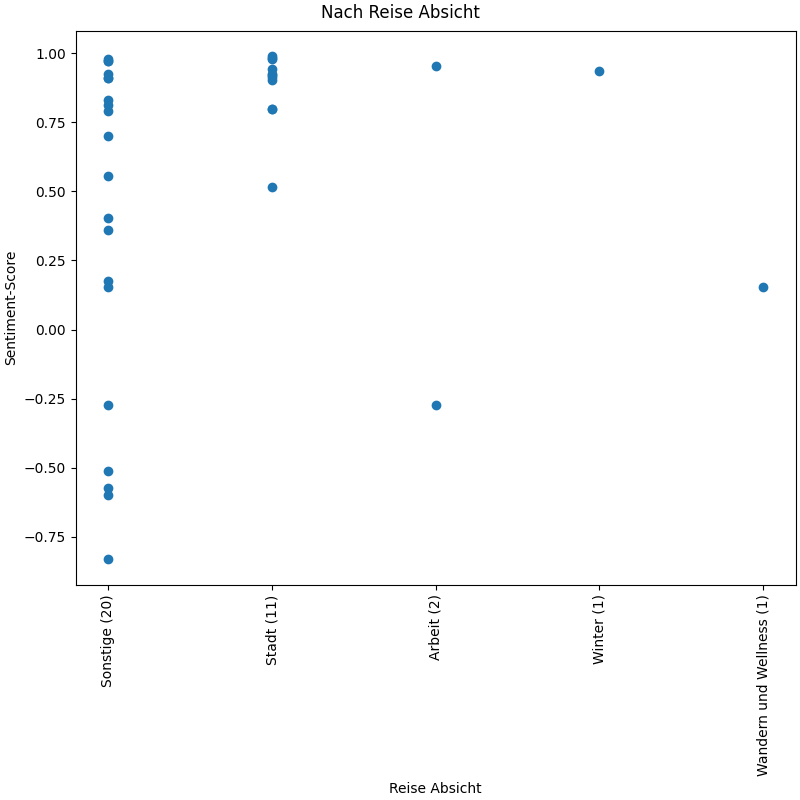 Nach Reise Absicht
Sentiment-Score
1.00
0.75
0.50
0.25
0.00
−0.25
−0.50
−0.75
Sonstige (20)
Stadt (11)
Arbeit (2)
Winter (1)
Wandern und Wellness (1)
Reise Absicht